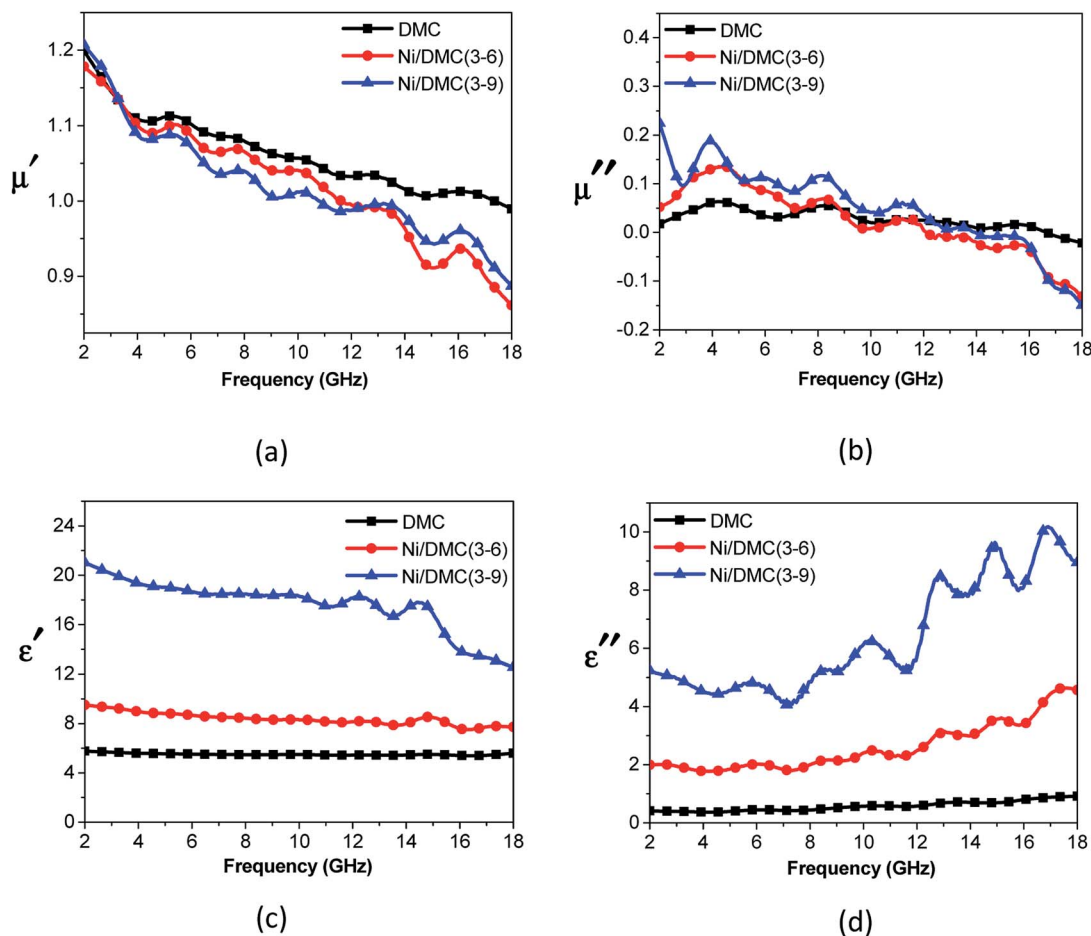 DMC
Ni/DMC(3-6)
Ni/DMC(3-9)
1.2
1.1
1.0
0.9
μ′
2 4 6 8 10 12 14 16 18
Frequency (GHz)
(a)
DMC
Ni/DMC(3-6)
Ni/DMC(3-9)
0.4
0.3
0.2
0.1
0.0
-0.1
-0.2
μ″
2 4 6 8 10 12 14 16 18
Frequency (GHz)
(b)
DMC
Ni/DMC(3-6)
Ni/DMC(3-9)
24
20
16
12
8
4
0
ε′
2 4 6 8 10 12 14 16 18
Frequency (GHz)
(c)
DMC
Ni/DMC(3-6)
Ni/DMC(3-9)
10
8
6
4
2
0
ε″
2 4 6 8 10 12 14 16 18
Frequency (GHz)
(d)